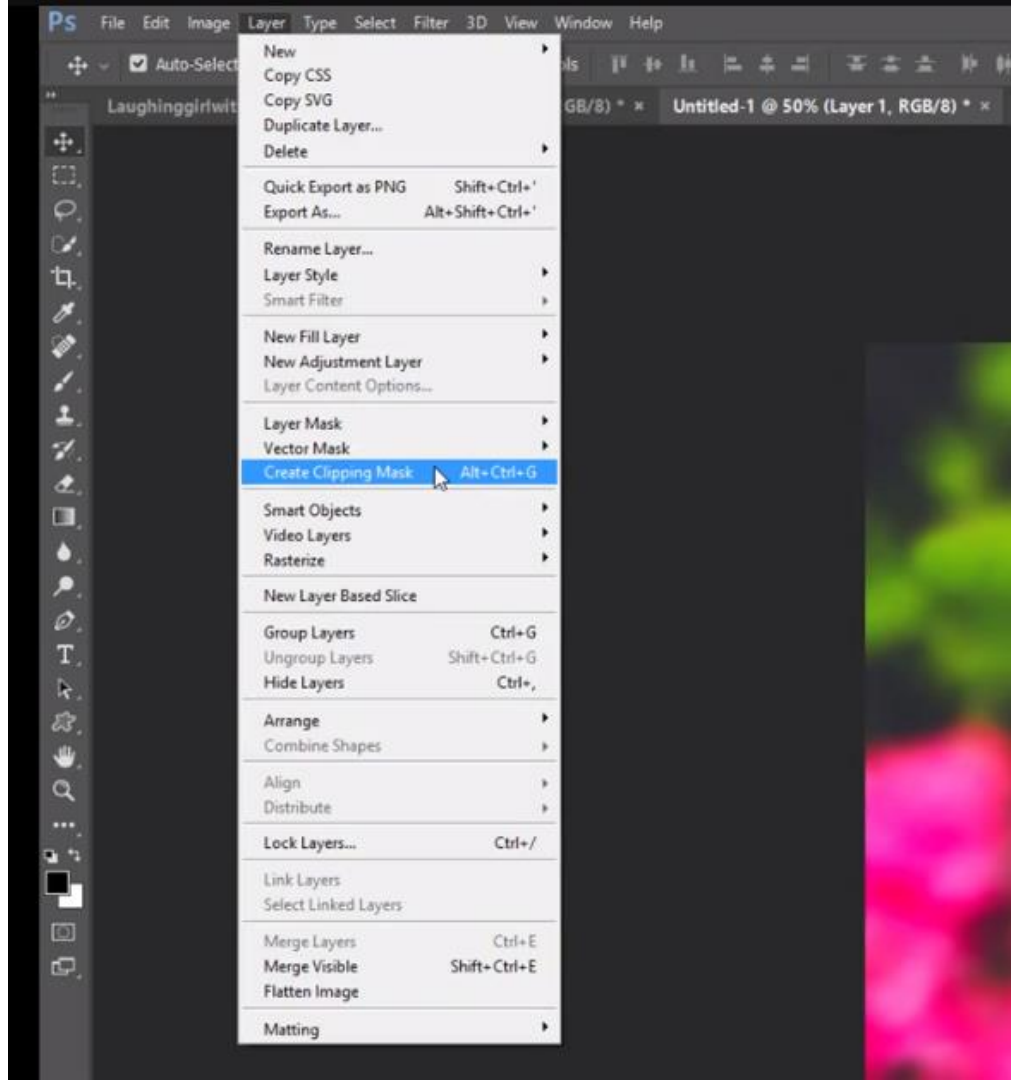 Ps File Edit Image Layer Type Select Filter 3D View Window Help
Auto-Select
Laughinggirlwit GB/8) * × Untitled-1 @ 50% (Layer 1, RGB/8) * ×
New
Copy CSS
Copy SVG
Duplicate Layer...
Delete
Quick Export as PNG Shift+Ctrl+'
Export As... Alt+Shift+Ctrl+'
Rename Layer...
Layer Style
Smart Filter
New Fill Layer
New Adjustment Layer
Layer Content Options...
Layer Mask
Vector Mask
Create Clipping Mask Alt+Ctrl+G
Smart Objects
Video Layers
Rasterize
New Layer Based Slice
Group Layers Ctrl+G
Ungroup Layers Shift+Ctrl+G
Hide Layers Ctrl+,
Arrange
Combine Shapes
Align
Distribute
Lock Layers... Ctrl+/
Link Layers
Select Linked Layers
Merge Layers Ctrl+E
Merge Visible Shift+Ctrl+E
Flatten Image
Matting